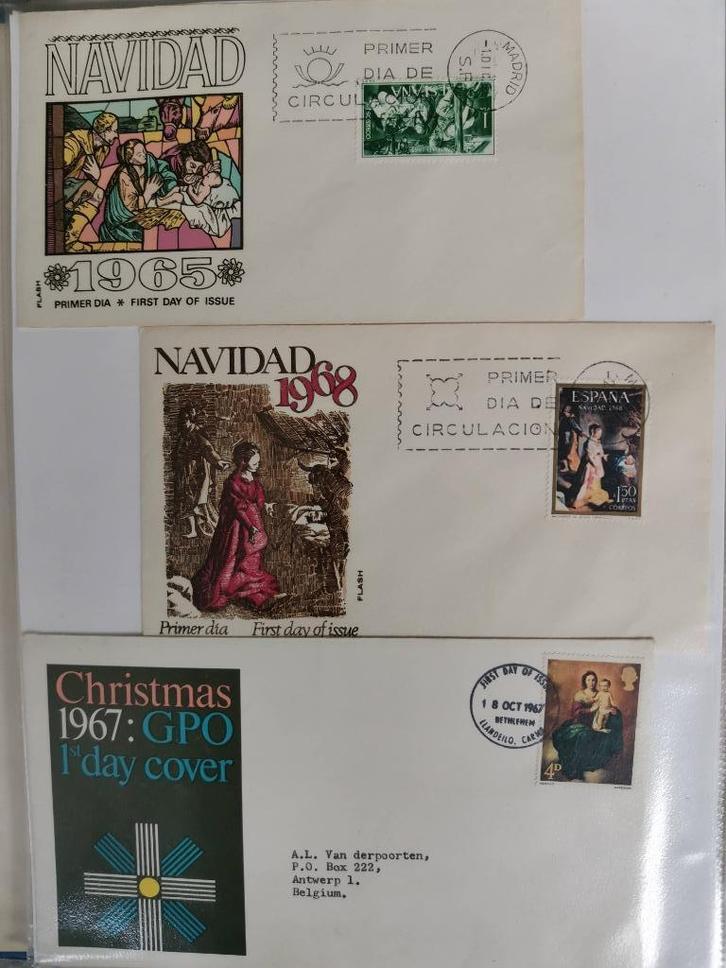 NAVIDAD
1965
FLASH
PRIMER DIA * FIRST DAY OF ISSUE
PRIMER
DIA DE
CIRCULACION
MADRID
CORREOS
NAVIDAD
1968
FLASH
Primer día First day of issue
PRIMER
DIA DE
CIRCULACION
ESPAÑA
NAVIDAD 1968
1'50
PTAS
CORREOS
Christmas
1967: GPO
1st day cover
FIRST DAY OF ISSUE
18 OCT 1967
BETHLEHEM
LLANDEILO, CARMS
4D
A.L. Van derpoorten,
P.O. Box 222,
Antwerp 1.
Belgium.